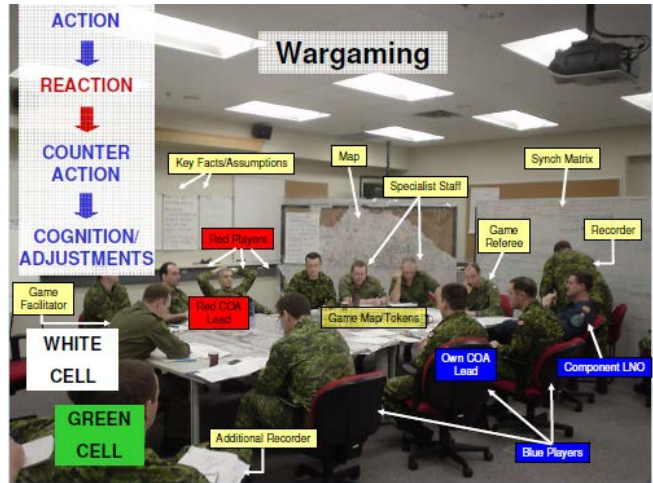 ACTION
Wargaming
REACTION
COUNTER
ACTION
COGNITION/
ADJUSTMENTS
Key Facts/Assumptions
Map
Specialist Staff
Synch Matrix
Red Players
Game
Referee
Recorder
Game
Facilitator
Red COA
Lead
Game Map/Tokens
WHITE
CELL
Own COA
Lead
Component LNO
GREEN
CELL
Additional Recorder
Blue Players